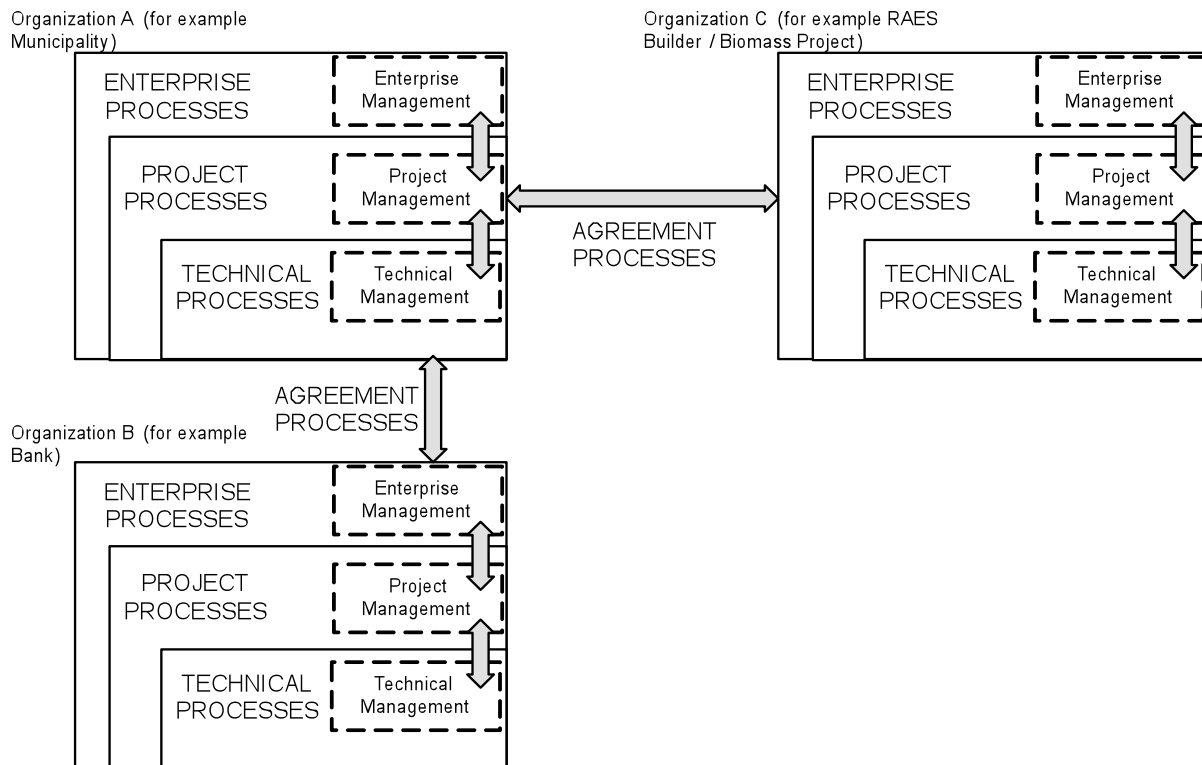 Organization A (for example
Municipality)
ENTERPRISE
PROCESSES
Enterprise
Management
PROJECT
PROCESSES
Project
Management
TECHNICAL
PROCESSES
Technical
Management
AGREEMENT
PROCESSES
Organization C (for example RAES
Builder / Biomass Project)
ENTERPRISE
PROCESSES
Enterprise
Management
PROJECT
PROCESSES
Project
Management
TECHNICAL
PROCESSES
Technical
Management
AGREEMENT
PROCESSES
Organization B (for example
Bank)
ENTERPRISE
PROCESSES
Enterprise
Management
PROJECT
PROCESSES
Project
Management
TECHNICAL
PROCESSES
Technical
Management